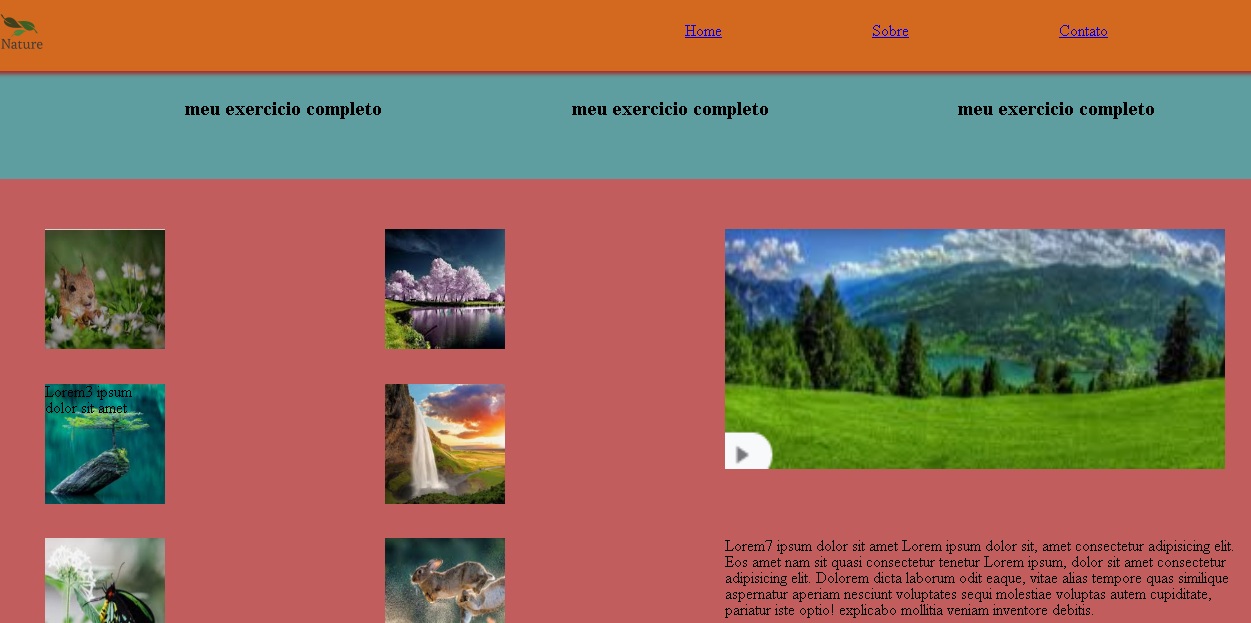 Nature
Home
Sobre
Contato
meu exercicio completo
meu exercicio completo
meu exercicio completo
Lorem3 ipsum
dolor sit amet
Lorem7 ipsum dolor sit amet Lorem ipsum dolor sit, amet consectetur adipisicing elit.
Eos amet nam sit quasi consectetur tenetur Lorem ipsum, dolor sit amet consectetur
adipisicing elit. Dolorem dicta laborum odit eaque, vitae alias tempore quas similique
aspernatur aperiam nesciunt voluptates sequi molestiae voluptas autem cupiditate,
pariatur iste optio! explicabo mollitia veniam inventore debitis.